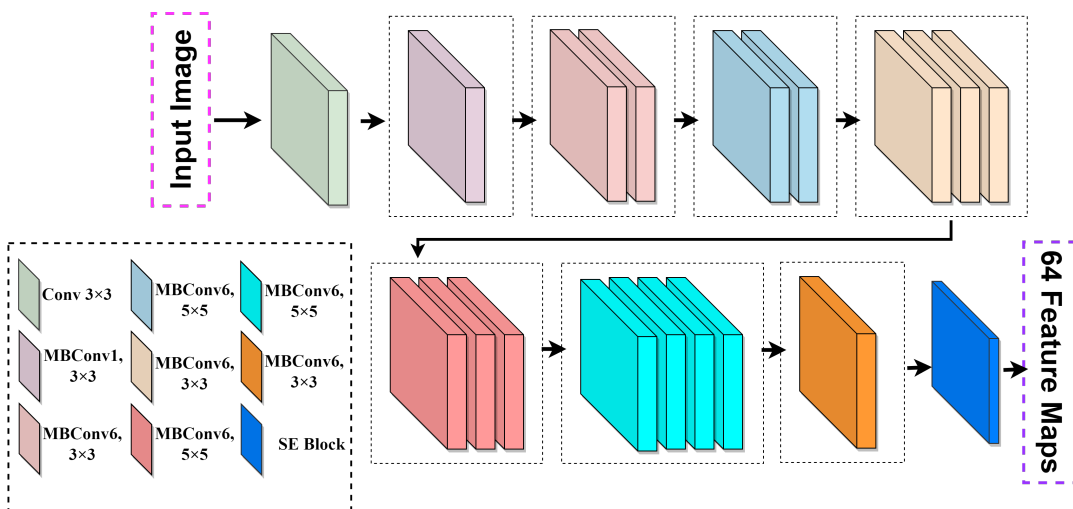 Input Image
Conv 3×3
MBConv6,
5×5
MBConv6,
5×5
MBConv1,
3×3
MBConv6,
3×3
MBConv6,
3×3
MBConv6,
3×3
MBConv6,
5×5
SE Block
64 Feature Maps